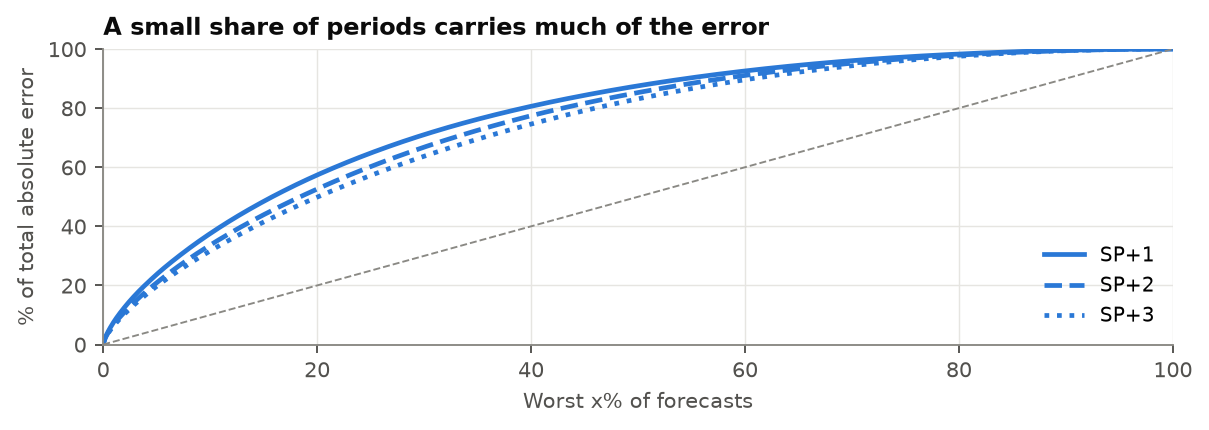 A small share of periods carries much of the error
% of total absolute error
100
80
60
40
20
0
SP+1
SP+2
SP+3
0 20 40 60 80 100
Worst x% of forecasts